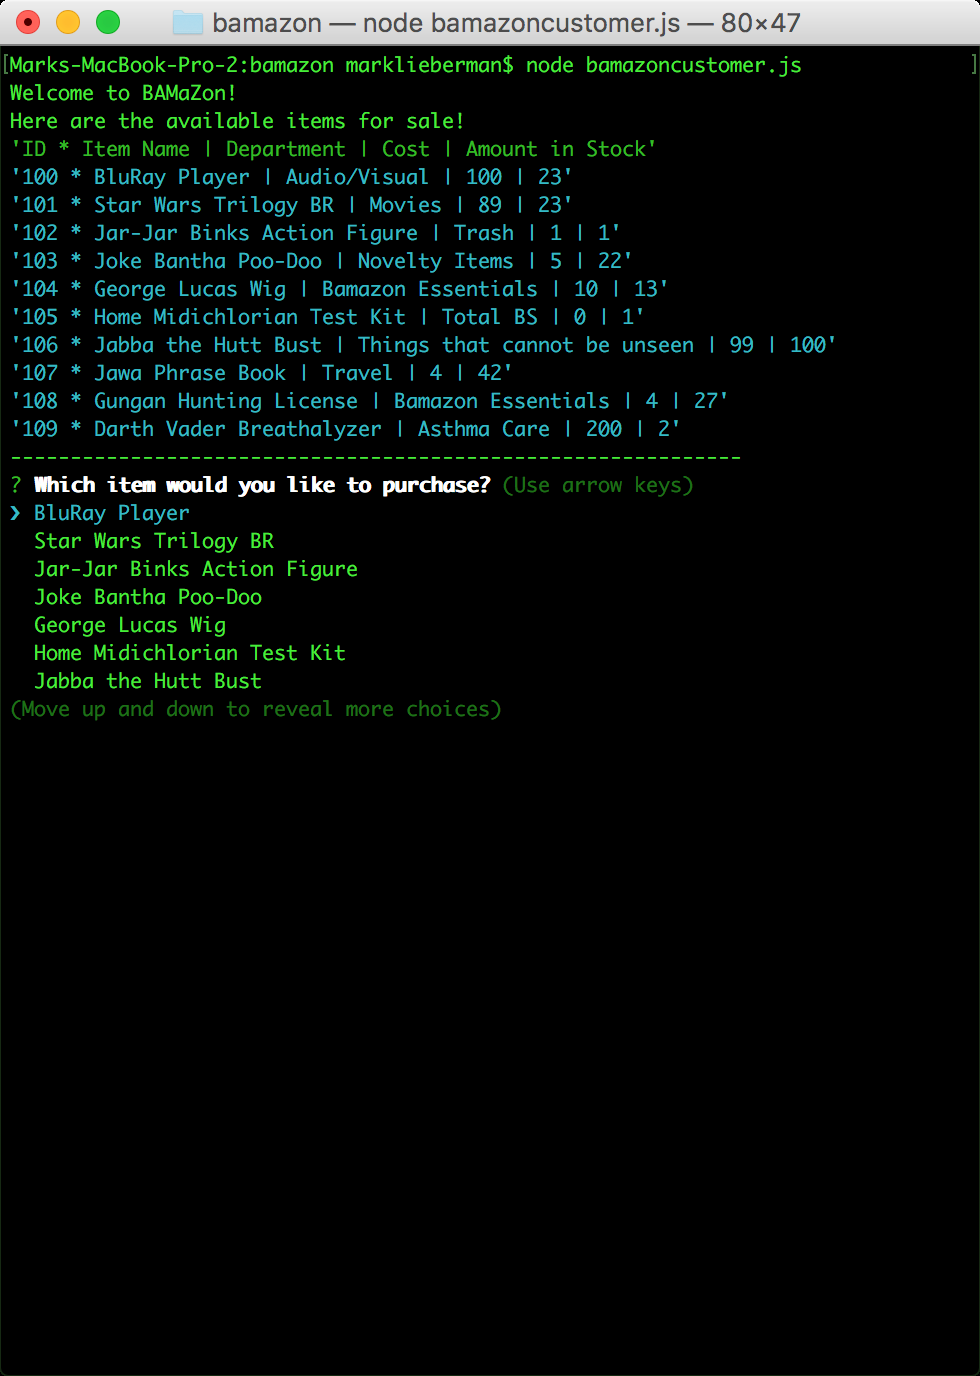 bamazon — node bamazoncustomer.js — 80×47
[Marks-MacBook-Pro-2:bamazon marklieberman$ node bamazoncustomer.js ]
Welcome to BAMaZon!
Here are the available items for sale!
'ID * Item Name | Department | Cost | Amount in Stock'
'100 * BluRay Player | Audio/Visual | 100 | 23'
'101 * Star Wars Trilogy BR | Movies | 89 | 23'
'102 * Jar-Jar Binks Action Figure | Trash | 1 | 1'
'103 * Joke Bantha Poo-Doo | Novelty Items | 5 | 22'
'104 * George Lucas Wig | Bamazon Essentials | 10 | 13'
'105 * Home Midichlorian Test Kit | Total BS | 0 | 1'
'106 * Jabba the Hutt Bust | Things that cannot be unseen | 99 | 100'
'107 * Jawa Phrase Book | Travel | 4 | 42'
'108 * Gungan Hunting License | Bamazon Essentials | 4 | 27'
'109 * Darth Vader Breathalyzer | Asthma Care | 200 | 2'
-------------------------------------------------------------
? Which item would you like to purchase? (Use arrow keys)
❯ BluRay Player
Star Wars Trilogy BR
Jar-Jar Binks Action Figure
Joke Bantha Poo-Doo
George Lucas Wig
Home Midichlorian Test Kit
Jabba the Hutt Bust
(Move up and down to reveal more choices)